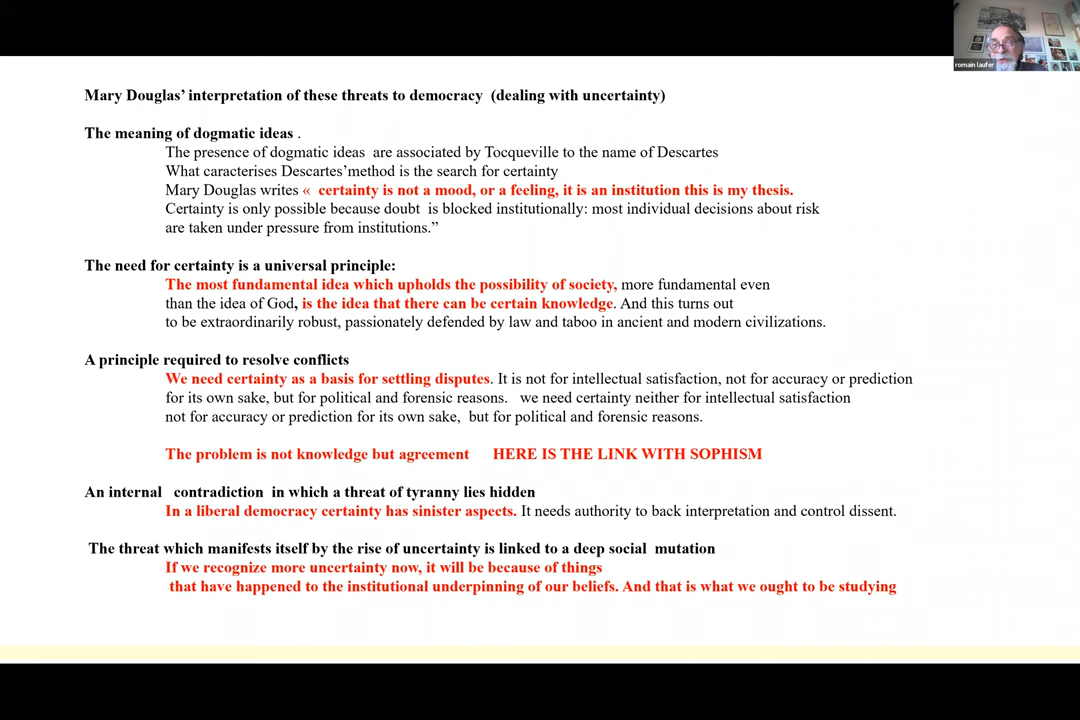 romain laufer
Mary Douglas' interpretation of these threats to democracy (dealing with uncertainty)
The meaning of dogmatic ideas .
The presence of dogmatic ideas are associated by Tocqueville to the name of Descartes
What caracterises Descartes'method is the search for certainty
Mary Douglas writes « certainty is not a mood, or a feeling, it is an institution this is my thesis.
Certainty is only possible because doubt is blocked institutionally: most individual decisions about risk
are taken under pressure from institutions.”
The need for certainty is a universal principle:
The most fundamental idea which upholds the possibility of society, more fundamental even
than the idea of God, is the idea that there can be certain knowledge. And this turns out
to be extraordinarily robust, passionately defended by law and taboo in ancient and modern civilizations.
A principle required to resolve conflicts
We need certainty as a basis for settling disputes. It is not for intellectual satisfaction, not for accuracy or prediction
for its own sake, but for political and forensic reasons. we need certainty neither for intellectual satisfaction
not for accuracy or prediction for its own sake, but for political and forensic reasons.
The problem is not knowledge but agreement HERE IS THE LINK WITH SOPHISM
An internal contradiction in which a threat of tyranny lies hidden
In a liberal democracy certainty has sinister aspects. It needs authority to back interpretation and control dissent.
The threat which manifests itself by the rise of uncertainty is linked to a deep social mutation
If we recognize more uncertainty now, it will be because of things
that have happened to the institutional underpinning of our beliefs. And that is what we ought to be studying